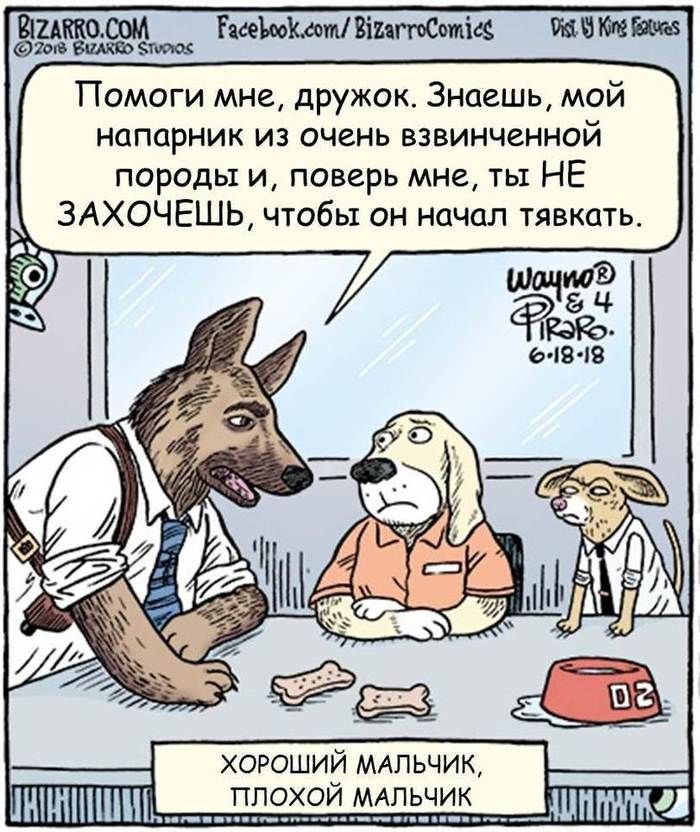 BIZARRO.COM Facebook.com/BizarroComics Dist. by King Features
©2018 BIZARRO STUDIOS
Помоги мне, дружок. Знаешь, мой
напарник из очень взвинченной
породы и, поверь мне, ты НЕ
ЗАХОЧЕШЬ, чтобы он начал тявкать.
Wayno®
& 4
PIRARO.
6·18·18
ХОРОШИЙ МАЛЬЧИК,
ПЛОХОЙ МАЛЬЧИК